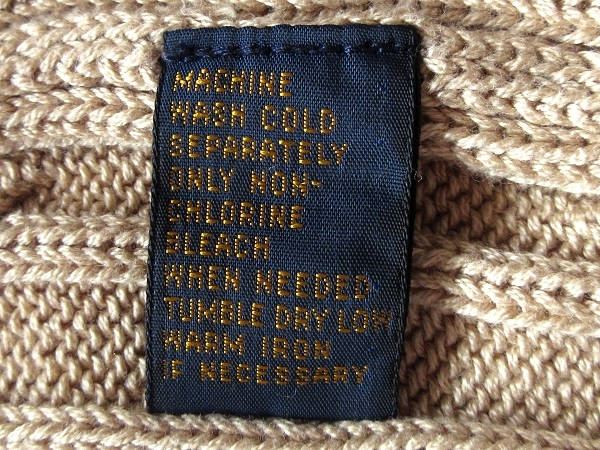 MACHINE
WASH COLD
SEPARATELY
ONLY NON-
CHLORINE
BLEACH
WHEN NEEDED
TUMBLE DRY LOW
WARM IRON
IF NECESSARY